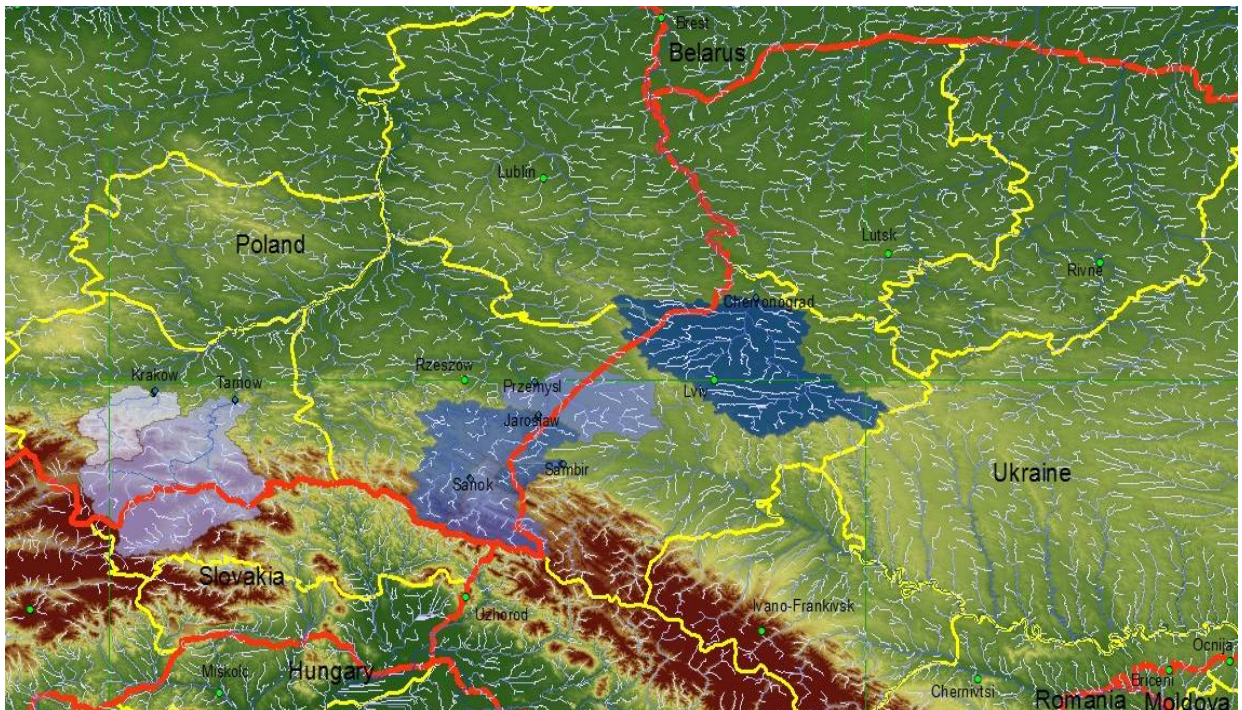 Brest
Belarus
Lublin
Poland
Lutsk
Rivne
Chervonograd
Krakow
Tarnow
Rzeszow
Przemysl
Lviv
Jaroslaw
Sambir
Sanok
Ukraine
Slovakia
Uzhorod
Ivano-Frankivsk
Miskolc
Hungary
Chernivtsi
Ocnija
Briceni
Romania
Moldova